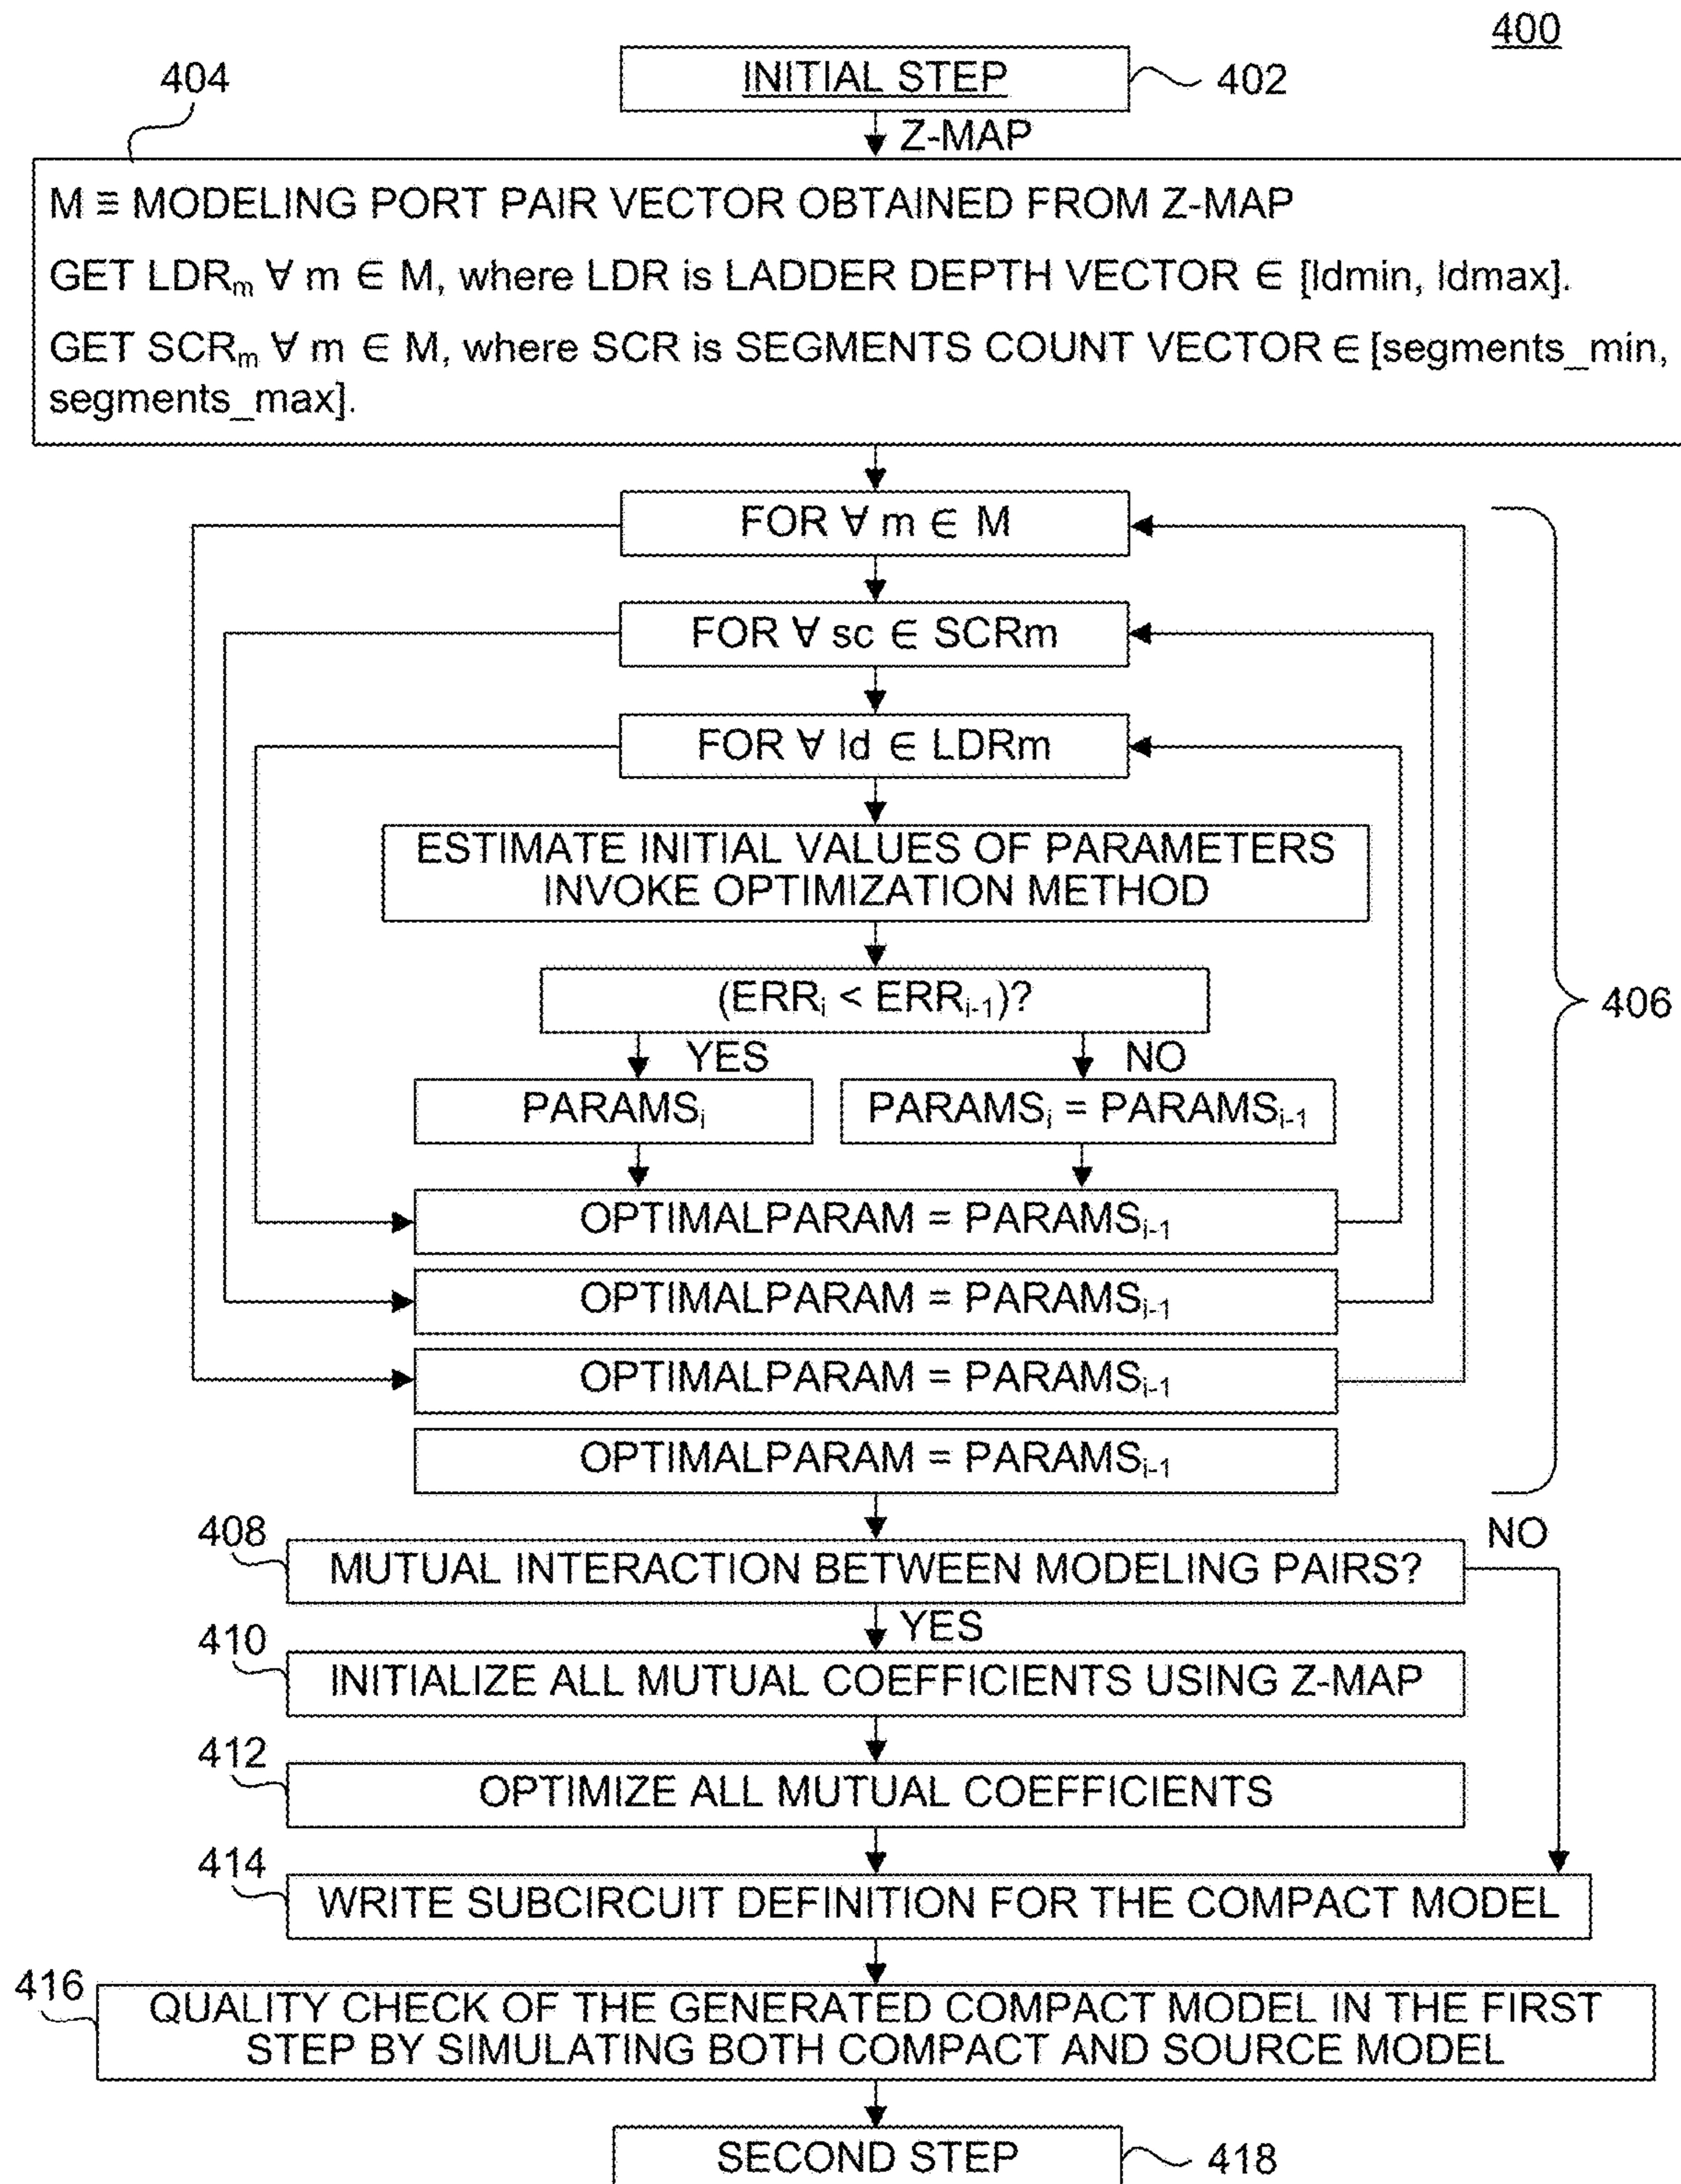 400
INITIAL STEP
402
404
Z-MAP
M ≡ MODELING PORT PAIR VECTOR OBTAINED FROM Z-MAP
GET LDRₘ ∀ m ∈ M, where LDR is LADDER DEPTH VECTOR ∈ [ldmin, ldmax].
GET SCRₘ ∀ m ∈ M, where SCR is SEGMENTS COUNT VECTOR ∈ [segments_min,
segments_max].
FOR ∀ m ∈ M
FOR ∀ sc ∈ SCRm
FOR ∀ ld ∈ LDRm
ESTIMATE INITIAL VALUES OF PARAMETERS
INVOKE OPTIMIZATION METHOD
(ERRᵢ < ERRᵢ₋₁)?
406
YES
NO
PARAMSᵢ
PARAMSᵢ = PARAMSᵢ₋₁
OPTIMALPARAM = PARAMSᵢ₋₁
OPTIMALPARAM = PARAMSᵢ₋₁
OPTIMALPARAM = PARAMSᵢ₋₁
OPTIMALPARAM = PARAMSᵢ₋₁
408
NO
MUTUAL INTERACTION BETWEEN MODELING PAIRS?
YES
410
INITIALIZE ALL MUTUAL COEFFICIENTS USING Z-MAP
412
OPTIMIZE ALL MUTUAL COEFFICIENTS
414
WRITE SUBCIRCUIT DEFINITION FOR THE COMPACT MODEL
416
QUALITY CHECK OF THE GENERATED COMPACT MODEL IN THE FIRST
STEP BY SIMULATING BOTH COMPACT AND SOURCE MODEL
SECOND STEP
418